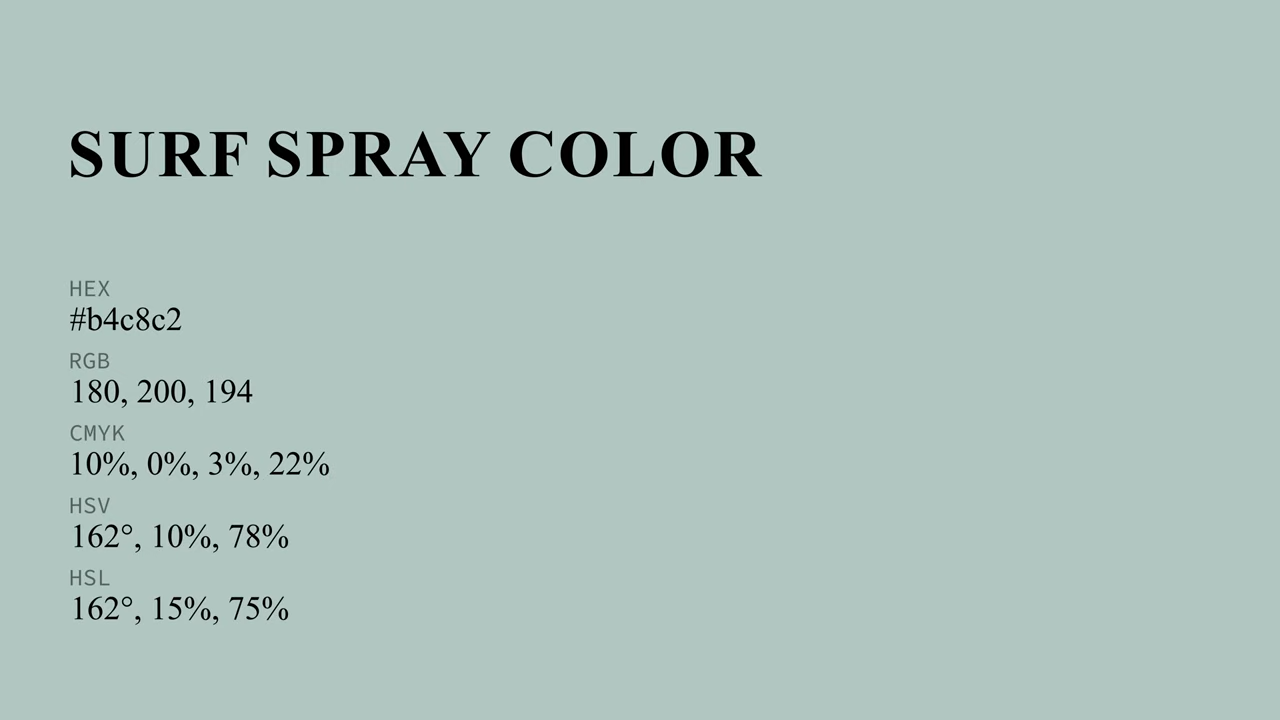 SURF SPRAY COLOR
HEX
#b4c8c2
RGB
180, 200, 194
CMYK
10%, 0%, 3%, 22%
HSV
162°, 10%, 78%
HSL
162°, 15%, 75%